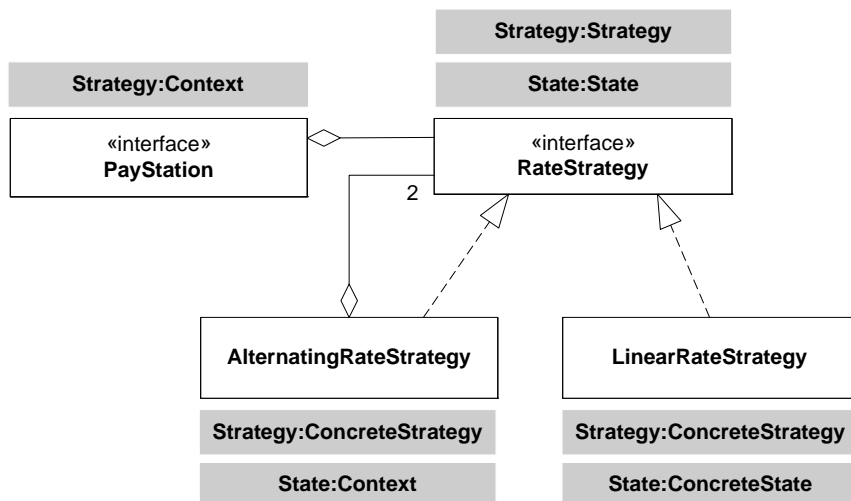 Strategy:Strategy
Strategy:Context
State:State
«interface»
PayStation
«interface»
RateStrategy
2
AlternatingRateStrategy
LinearRateStrategy
Strategy:ConcreteStrategy
Strategy:ConcreteStrategy
State:Context
State:ConcreteState